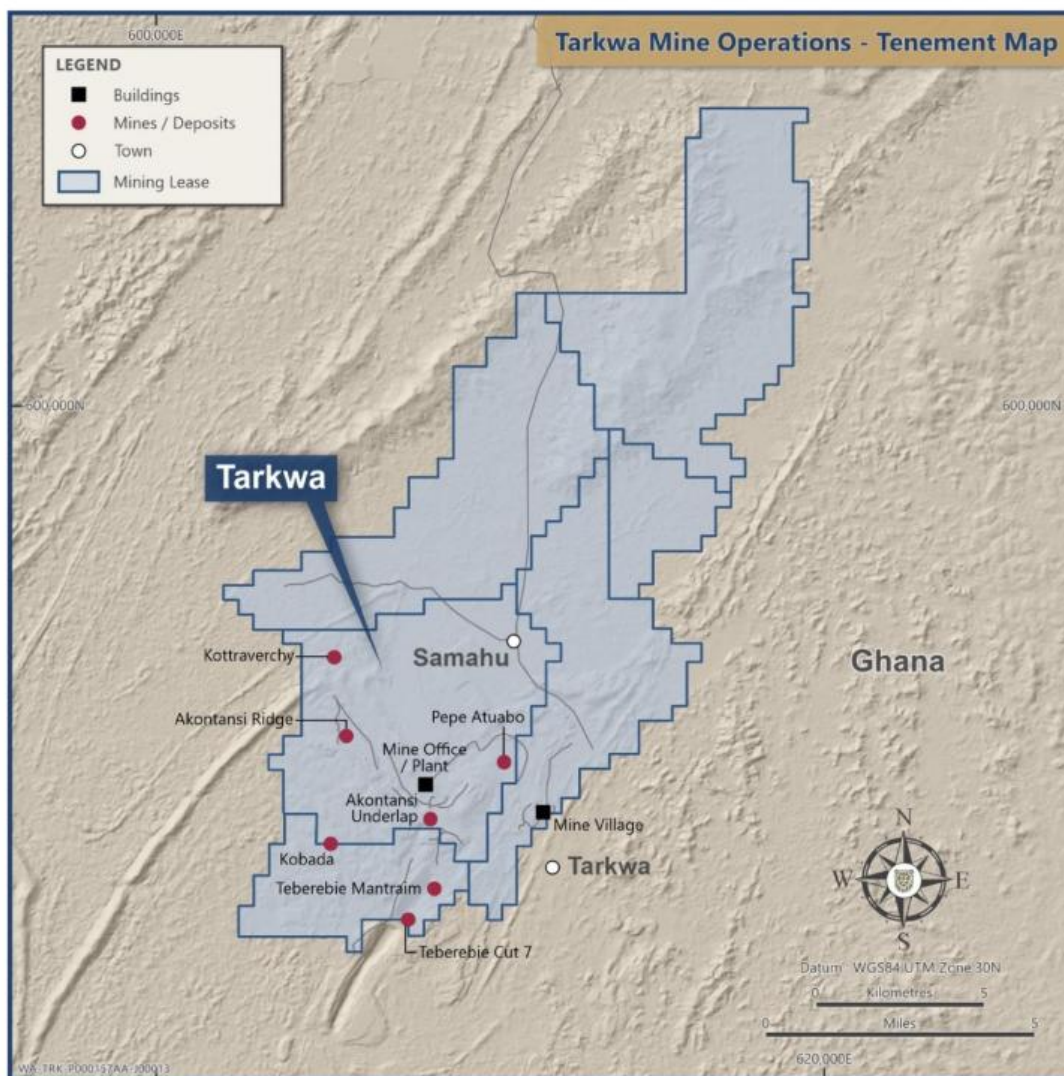 600,000E
Tarkwa Mine Operations - Tenement Map
LEGEND
Buildings
Mines / Deposits
Town
Mining Lease
600,000N
600,000N
Tarkwa
Kottraverchy
Samahu
Ghana
Akontansi Ridge
Pepe Atuabo
Mine Office
/ Plant
Akontansi
Underlap
Mine Village
Kobada
Tarkwa
Teberebie Mantraim
Teberebie Cut 7
N
W
E
S
Datum : WGS84 UTM Zone 30N
0 5
Kilometres
0 5
Miles
620,000E